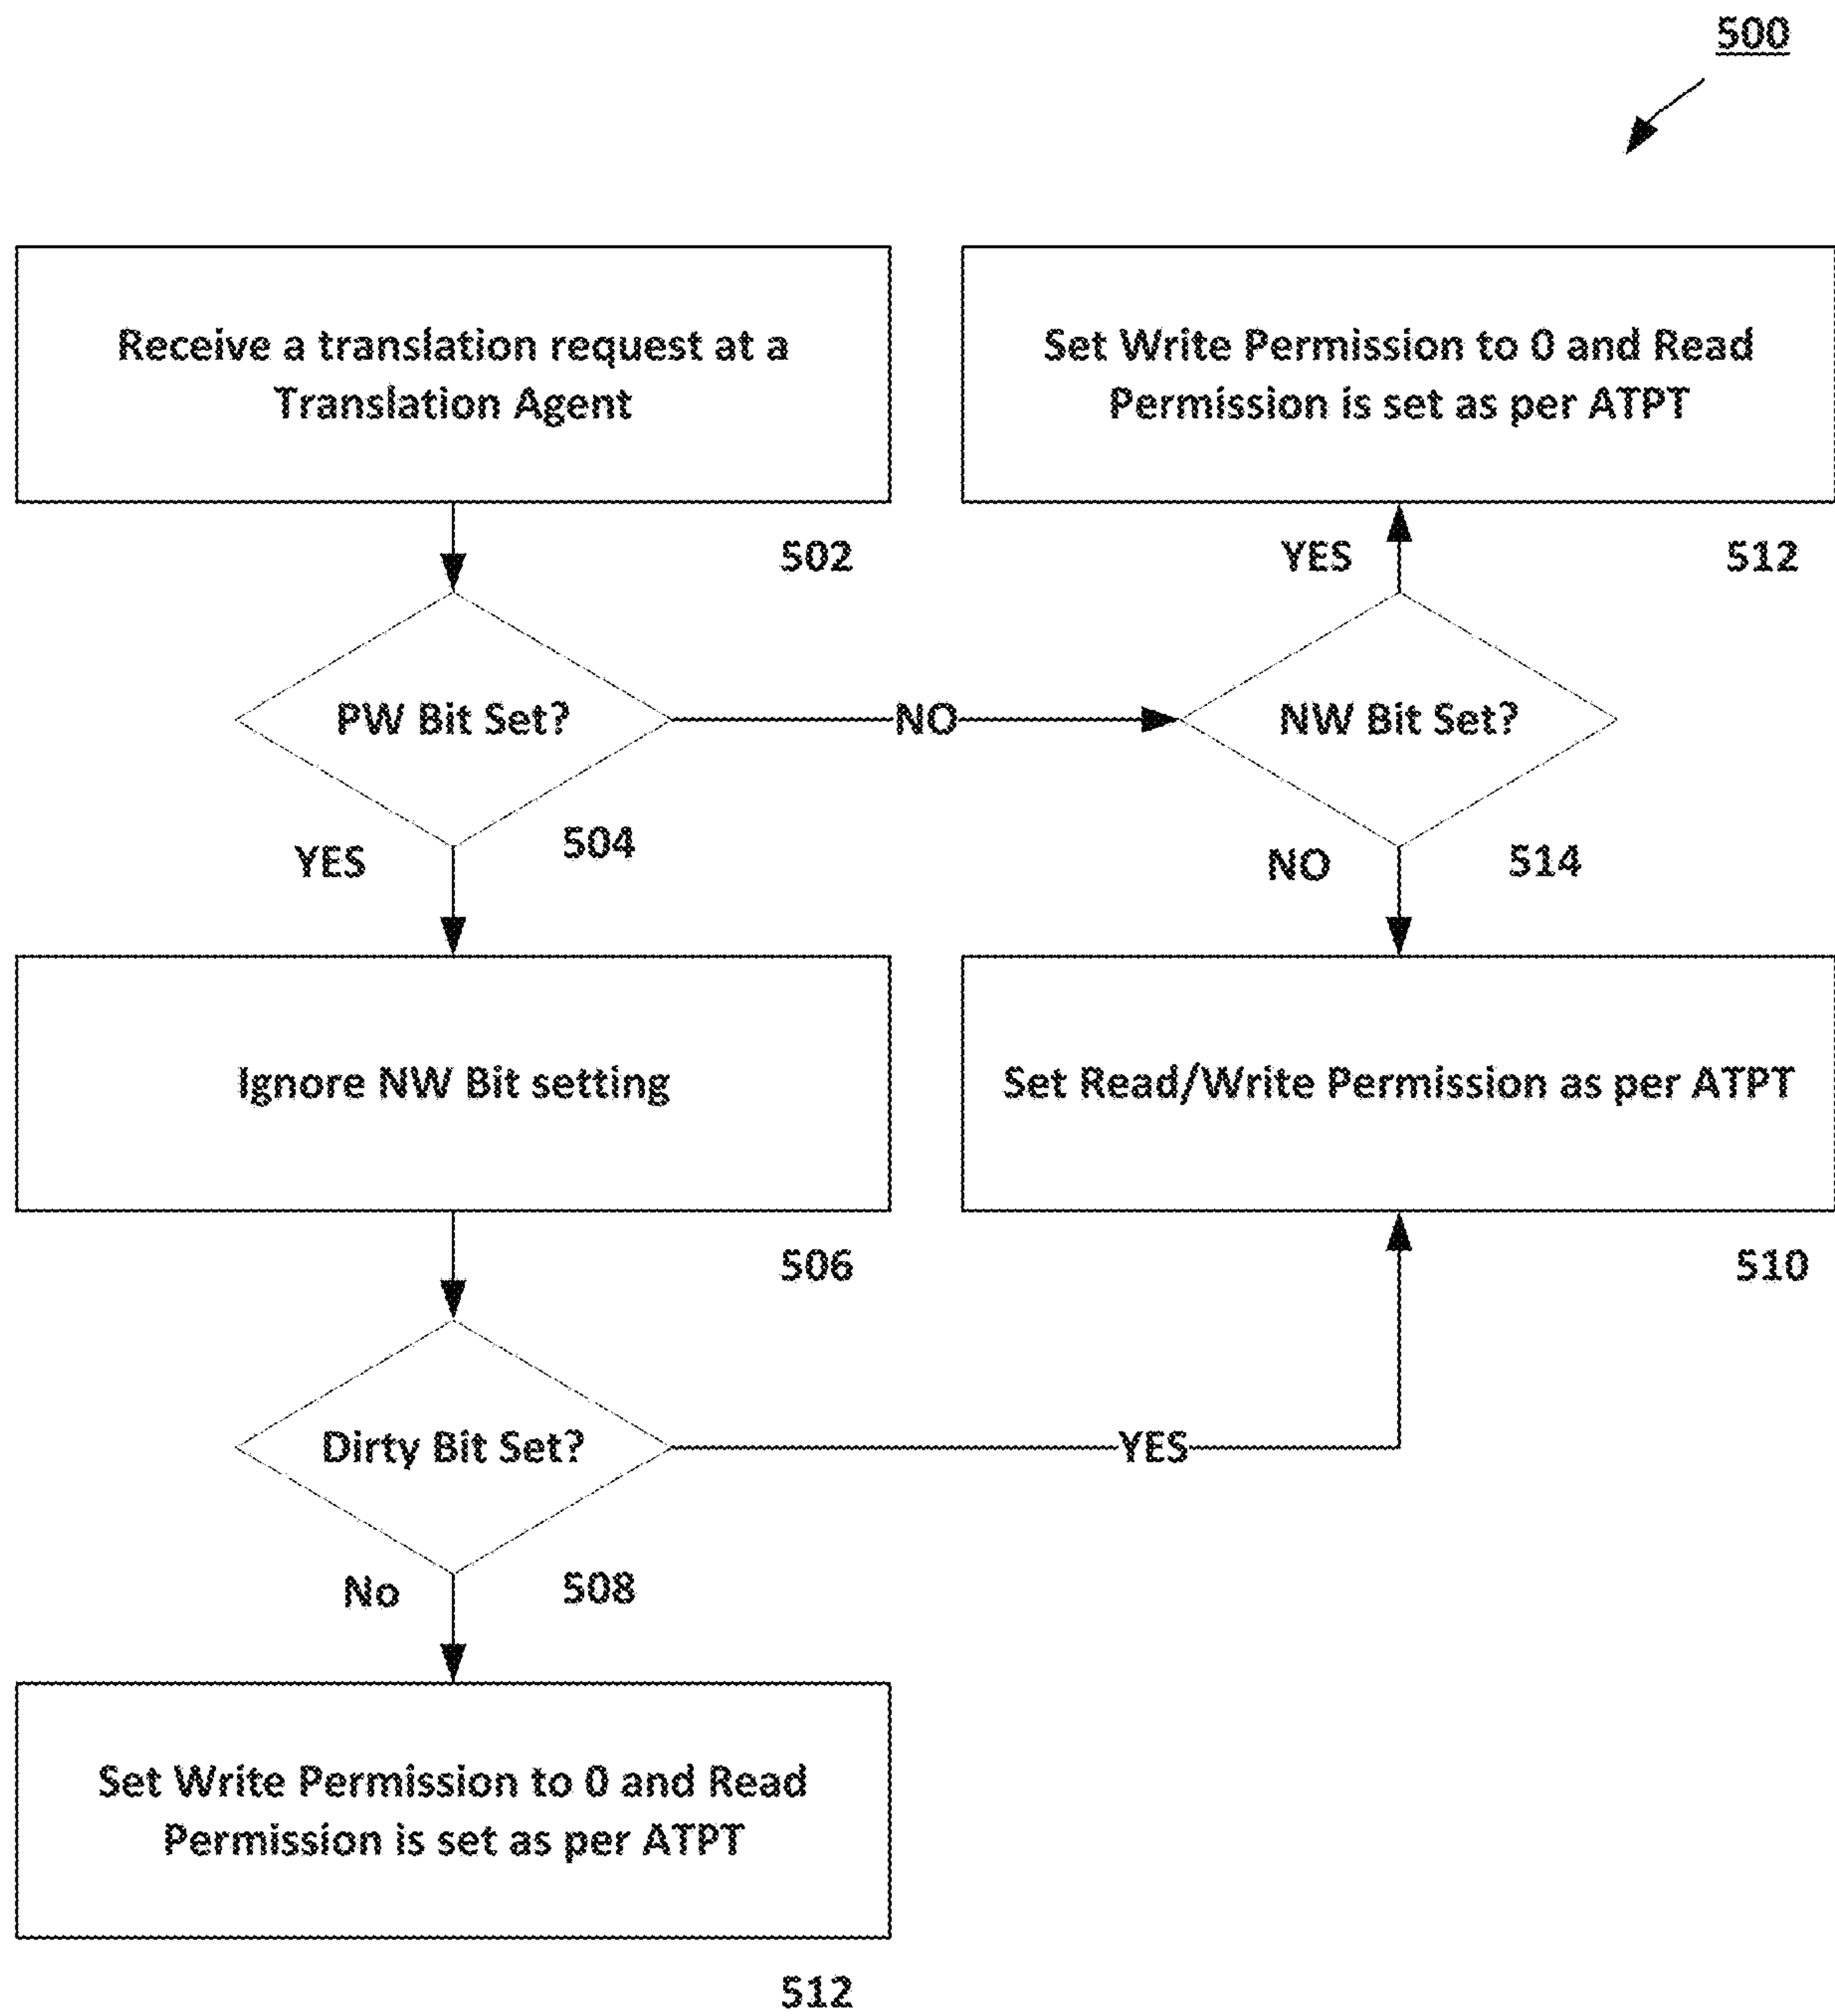 500
Receive a translation request at a
Translation Agent
502
Set Write Permission to 0 and Read
Permission is set as per ATPT
512
YES
PW Bit Set?
504
NO
NW Bit Set?
514
YES
NO
Ignore NW Bit setting
506
Set Read/Write Permission as per ATPT
510
Dirty Bit Set?
508
YES
No
Set Write Permission to 0 and Read
Permission is set as per ATPT
512